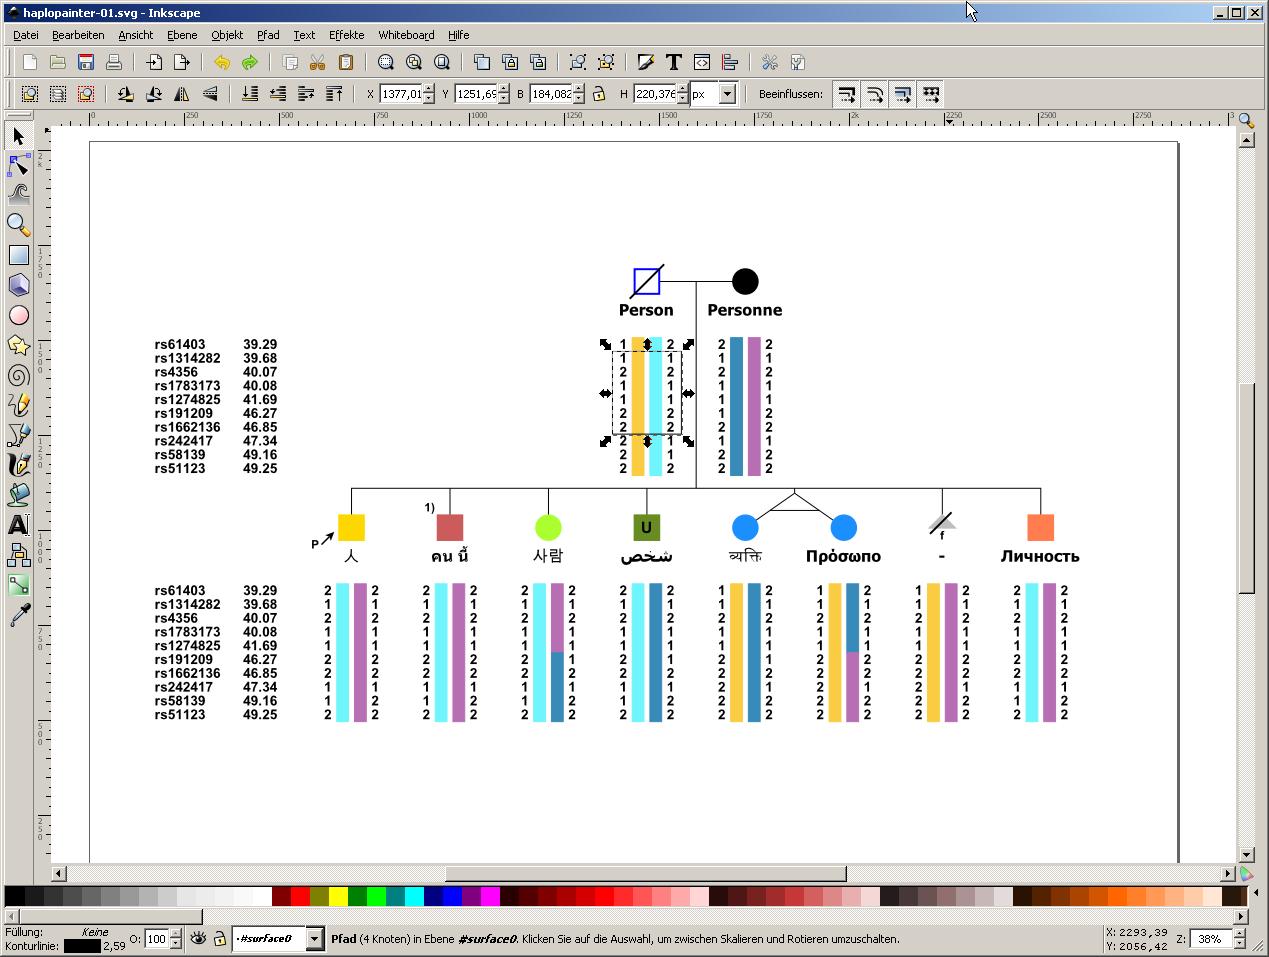 haplopainter-01.svg - Inkscape
Datei Bearbeiten Ansicht Ebene Objekt Pfad Text Effekte Whiteboard Hilfe
X 1377,01 Y 1251,69 B 184,082 H 220,376 px Beeinflussen:
0 250 500 750 1000 1250 1500 1750 2k 2250 2500 2750 3
Person Personne
rs61403 39.29 1 2 2 2
rs1314282 39.68 1 1 1 1
rs4356 40.07 2 2 2 2
rs1783173 40.08 1 1 1 1
rs1274825 41.69 1 1 1 1
rs191209 46.27 2 2 2 2
rs1662136 46.85 2 2 2 2
rs242417 47.34 2 1 1 1
rs58139 49.16 2 1 2 2
rs51123 49.25 2 2 2 2
1)
P U f
人 คน นี้ 사람 شخص व्यक्ति Πρόσωπο - Личность
rs61403 39.29 2 2 2 2 2 2 2 2 1 2 1 2 1 2 2 2
rs1314282 39.68 1 1 1 1 1 1 1 1 1 1 1 1 1 1 1 1
rs4356 40.07 2 2 2 2 2 2 2 2 2 2 2 2 2 2 2 2
rs1783173 40.08 1 1 1 1 1 1 1 1 1 1 1 1 1 1 1 1
rs1274825 41.69 1 1 1 1 1 1 1 1 1 1 1 1 1 1 1 1
rs191209 46.27 2 2 2 2 2 2 2 2 2 2 2 2 2 2 2 2
rs1662136 46.85 2 2 2 2 2 2 2 2 2 2 2 2 2 2 2 2
rs242417 47.34 1 1 1 1 1 1 1 1 2 1 2 1 2 1 1 1
rs58139 49.16 1 2 1 2 1 2 1 2 2 2 2 2 2 2 1 2
rs51123 49.25 2 2 2 2 2 2 2 2 2 2 2 2 2 2 2 2
Füllung: Keine
Konturlinie: 2,59
O: 100
·#surface0
Pfad (4 Knoten) in Ebene #surface0. Klicken Sie auf die Auswahl, um zwischen Skalieren und Rotieren umzuschalten.
X: 2293,39
Y: 2056,42
Z: 38%